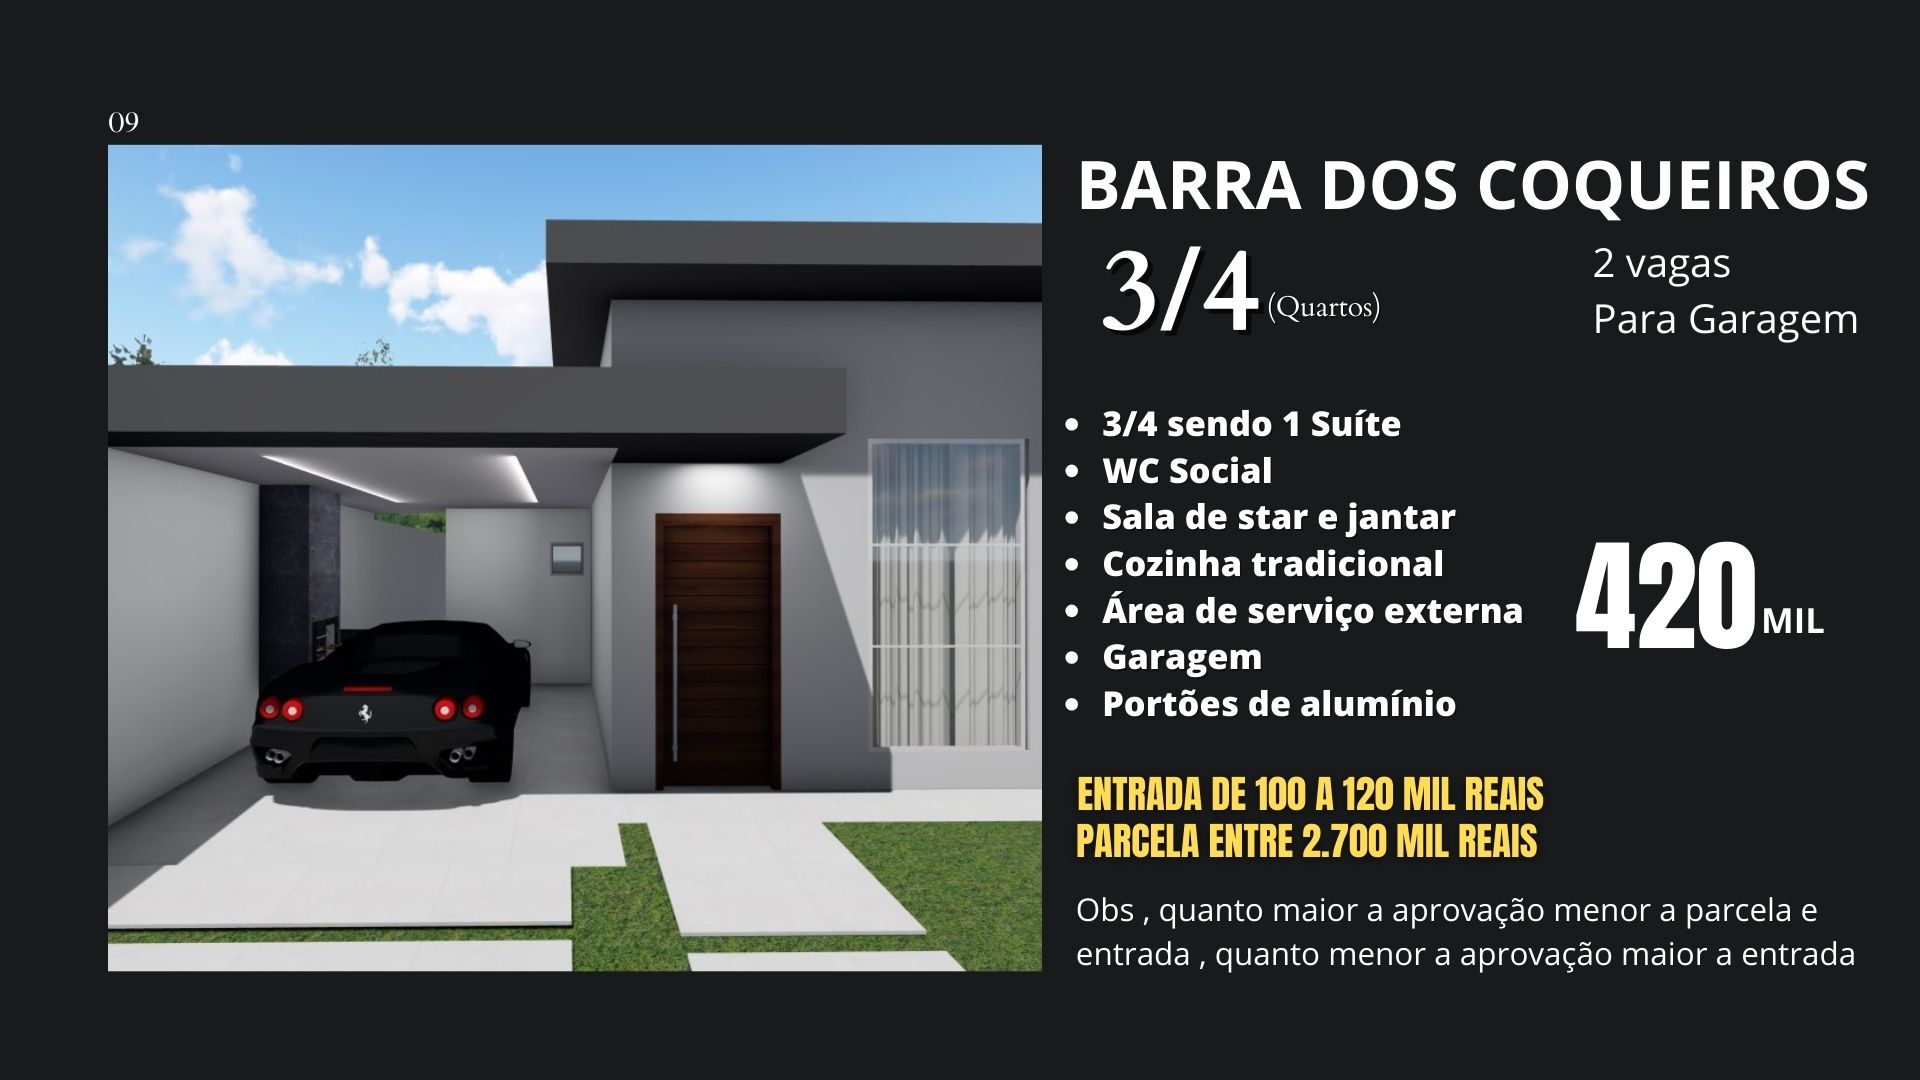 09
BARRA DOS COQUEIROS
3/4 (Quartos)
2 vagas
Para Garagem
• 3/4 sendo 1 Suíte
• WC Social
• Sala de star e jantar
• Cozinha tradicional
• Área de serviço externa
• Garagem
• Portões de alumínio
420 MIL
ENTRADA DE 100 A 120 MIL REAIS
PARCELA ENTRE 2.700 MIL REAIS
Obs , quanto maior a aprovação menor a parcela e
entrada , quanto menor a aprovação maior a entrada